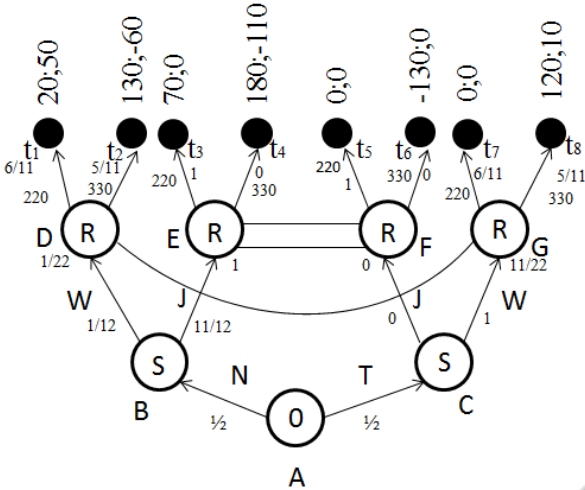 20;50
130;-60
70;0
180;-110
0;0
-130;0
0;0
120;10
t1
t2
t3
t4
t5
t6
t7
t8
6/11
5/11
1
0
1
0
6/11
5/11
220
330
220
330
220
330
220
330
D
R
E
R
R
F
R
G
1/22
1
0
11/22
W
J
J
W
1/12
11/12
0
1
S
S
B
N
T
C
½
0
½
A